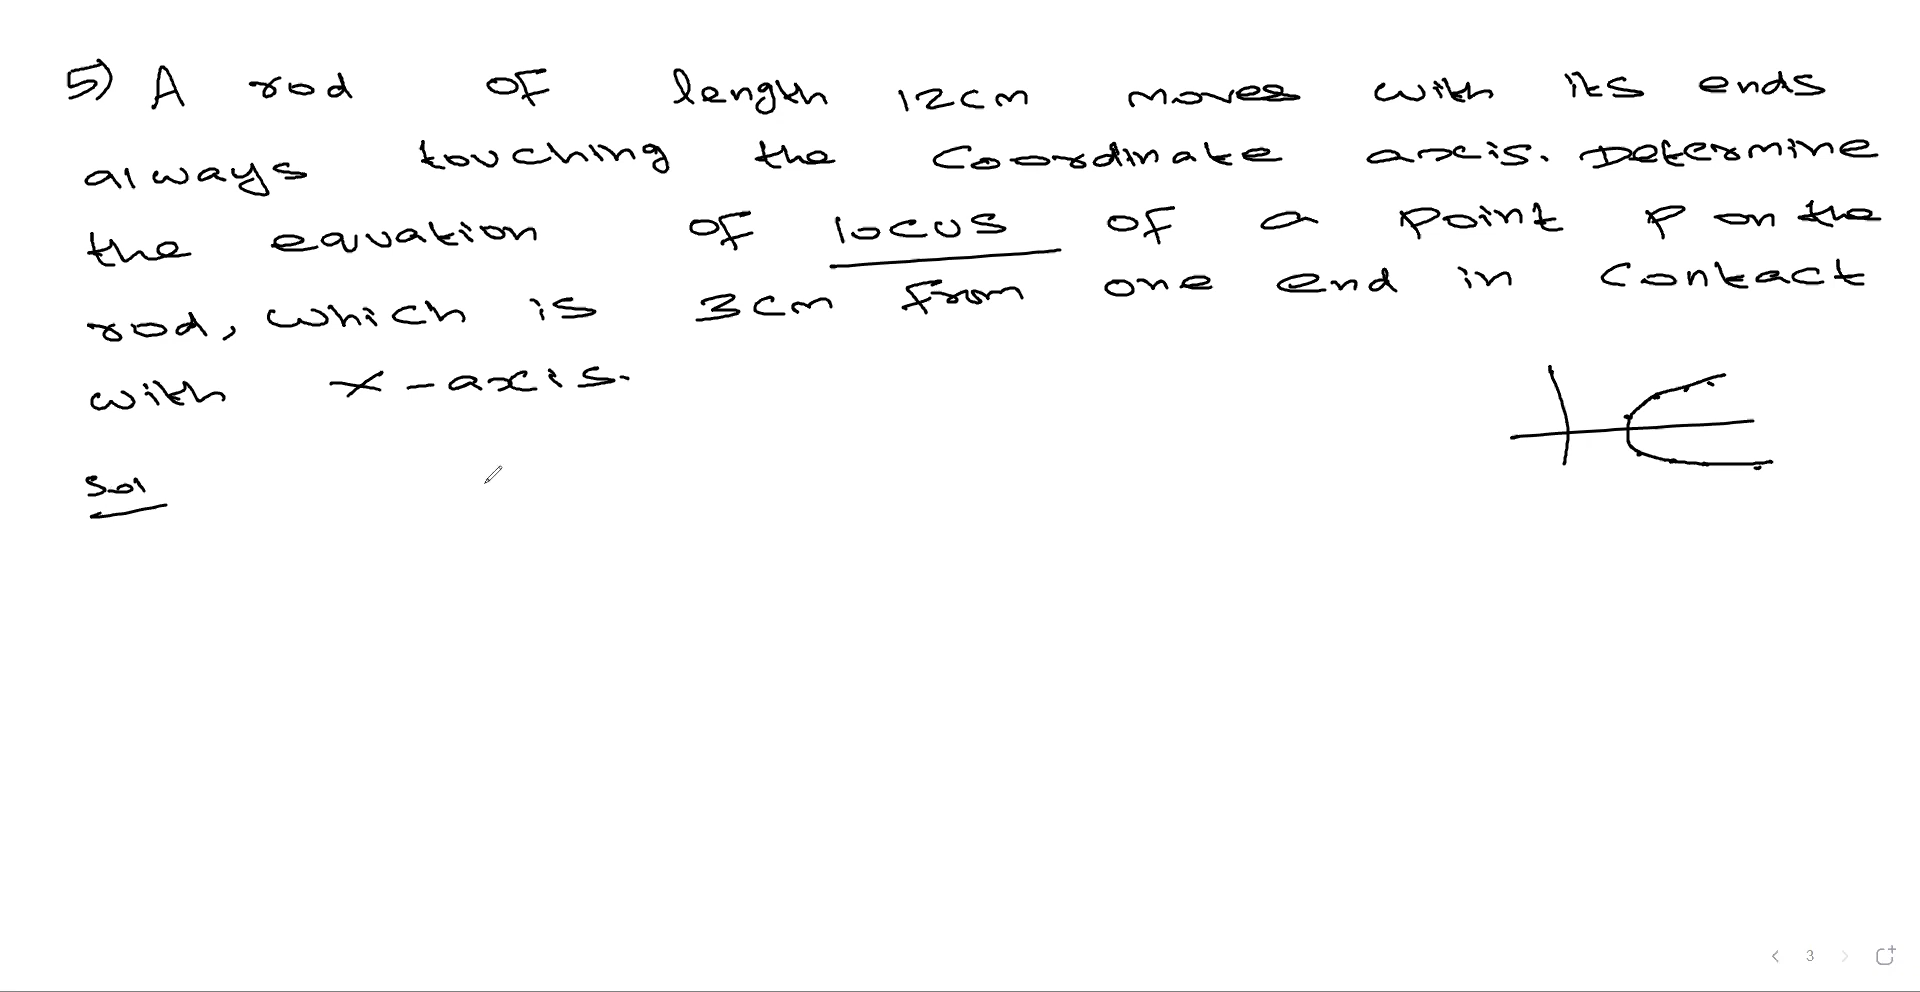 5) A rod of length 12cm moves with its ends
always touching the coordinate axis. Determine
the equation of locus of a point P on the
rod, which is 3cm from one end in contact
with x-axis.
Sol
3